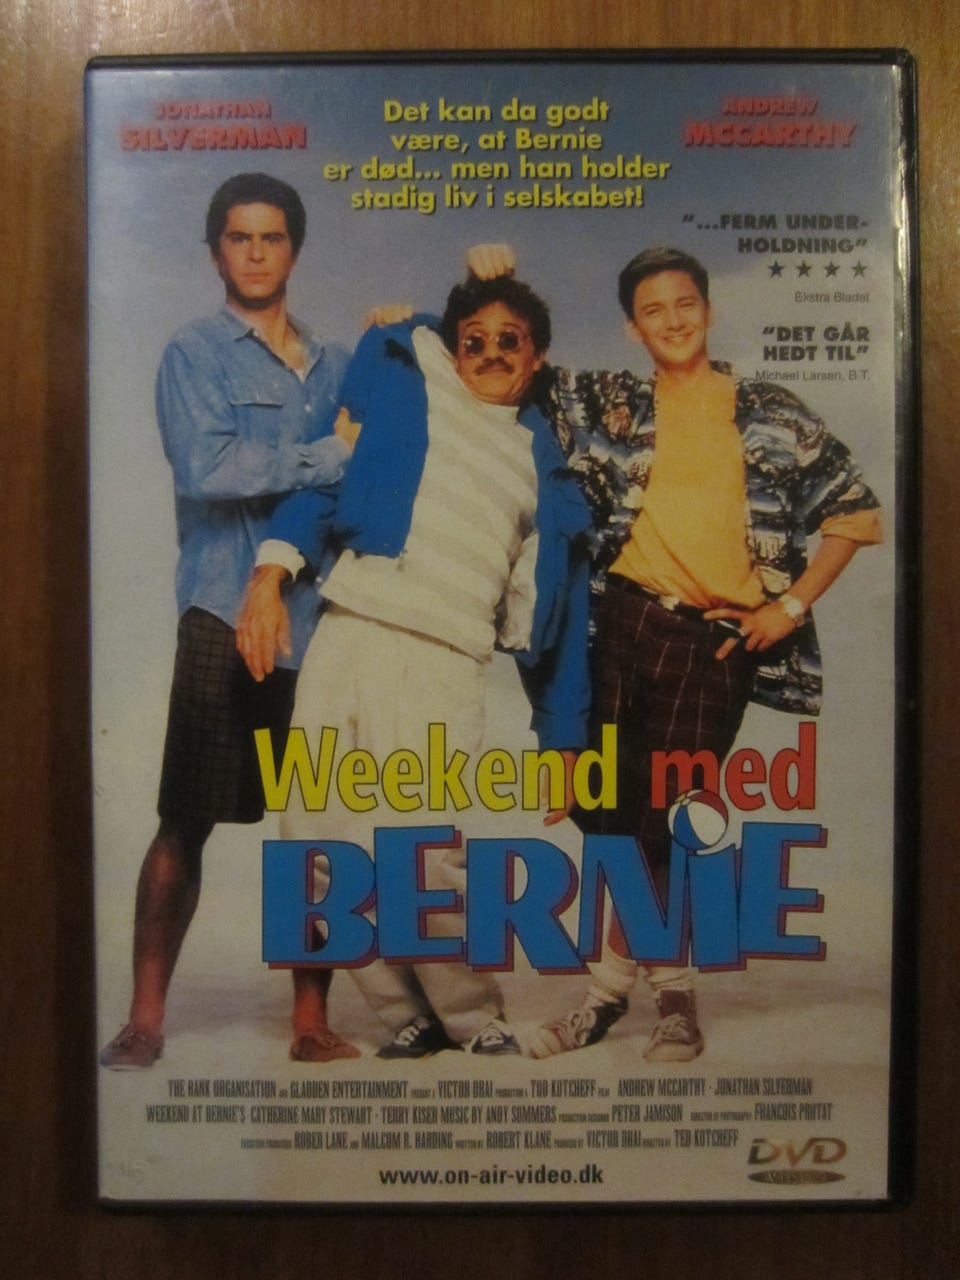 JONATHAN
SILVERMAN
Det kan da godt
være, at Bernie
er død... men han holder
stadig liv i selskabet!
ANDREW
McCARTHY
"...FERM UNDER-
HOLDNING"
★ ★ ★ ★
Ekstra Bladet
"DET GÅR
HEDT TIL"
Michael Larsen, B.T.
Weekend med
BERNIE
THE RANK ORGANISATION AND GLADDEN ENTERTAINMENT PRESENT A VICTOR DRAI PRODUCTION A TED KOTCHEFF FILM ANDREW McCARTHY · JONATHAN SILVERMAN
WEEKEND AT BERNIE'S CATHERINE MARY STEWART · TERRY KISER MUSIC BY ANDY SUMMERS PRODUCTION DESIGNER PETER JAMISON DIRECTOR OF PHOTOGRAPHY FRANCOIS PROTAT
EXECUTIVE PRODUCERS ROBER LANE AND MALCOM R. HARDING WRITTEN BY ROBERT KLANE PRODUCED BY VICTOR DRAI DIRECTED BY TED KOTCHEFF
DVD
VIDEO
www.on-air-video.dk